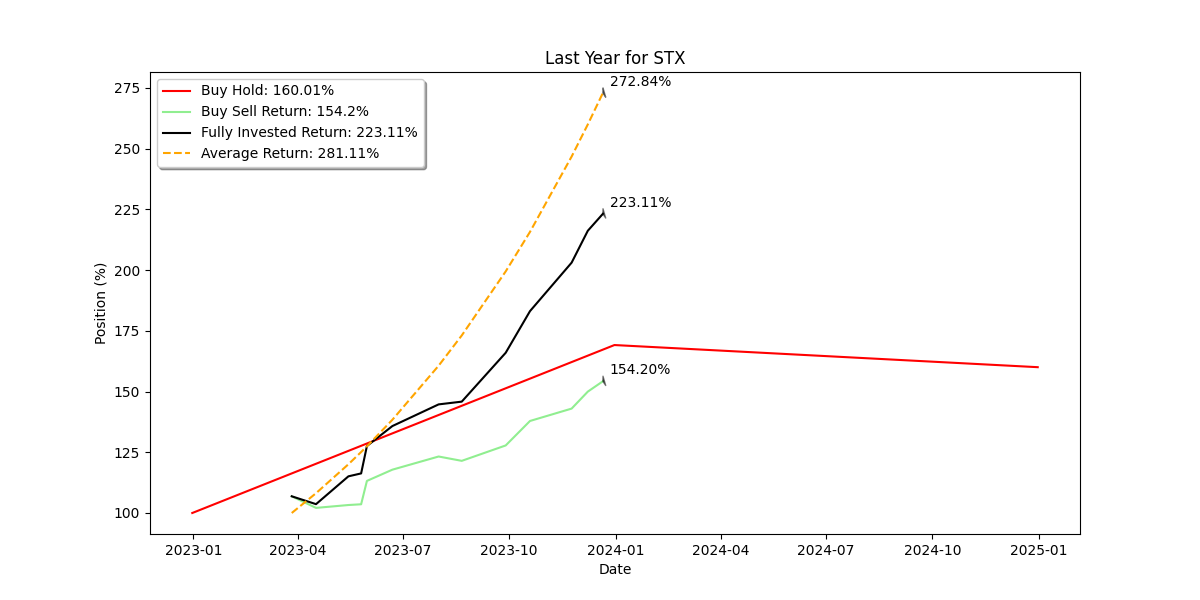 Last Year for STX
275
250
225
200
175
150
125
100
Position (%)
Buy Hold: 160.01%
Buy Sell Return: 154.2%
Fully Invested Return: 223.11%
Average Return: 281.11%
272.84%
223.11%
154.20%
2023-01
2023-04
2023-07
2023-10
2024-01
2024-04
2024-07
2024-10
2025-01
Date